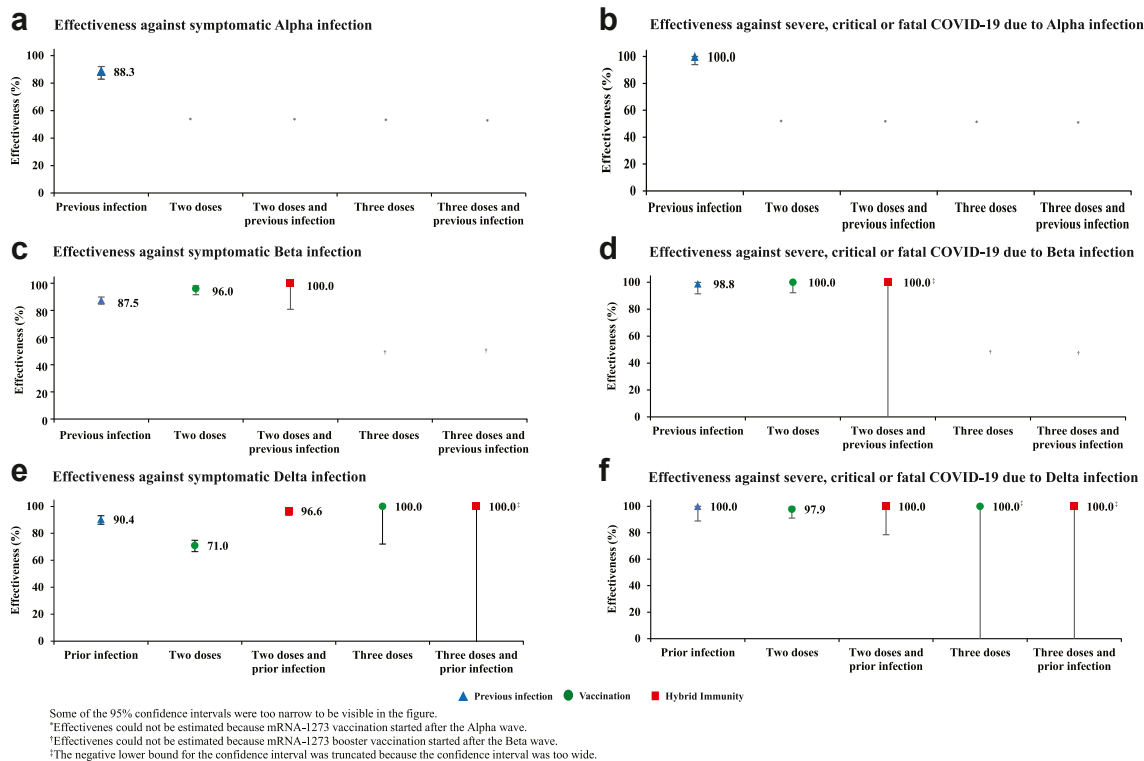 a Effectiveness against symptomatic Alpha infection
Effectiveness (%)
100
80
60
40
20
0
88.3
* * * *
Previous infection
Two doses
Two doses and
previous infection
Three doses
Three doses and
previous infection
b Effectiveness against severe, critical or fatal COVID-19 due to Alpha infection
Effectiveness (%)
100
80
60
40
20
0
100.0
* * * *
Previous infection
Two doses
Two doses and
previous infection
Three doses
Three doses and
previous infection
c Effectiveness against symptomatic Beta infection
Effectiveness (%)
100
80
60
40
20
0
87.5
96.0
100.0
† †
Previous infection
Two doses
Two doses and
previous infection
Three doses
Three doses and
previous infection
d Effectiveness against severe, critical or fatal COVID-19 due to Beta infection
Effectiveness (%)
100
80
60
40
20
0
98.8
100.0
100.0‡
† †
Previous infection
Two doses
Two doses and
previous infection
Three doses
Three doses and
previous infection
e Effectiveness against symptomatic Delta infection
Effectiveness (%)
100
80
60
40
20
0
90.4
71.0
96.6
100.0
100.0‡
Prior infection
Two doses
Two doses and
prior infection
Three doses
Three doses and
prior infection
f Effectiveness against severe, critical or fatal COVID-19 due to Delta infection
Effectiveness (%)
100
80
60
40
20
0
100.0
97.9
100.0
100.0‡
100.0‡
Prior infection
Two doses
Two doses and
prior infection
Three doses
Three doses and
prior infection
Previous infection
Vaccination
Hybrid Immunity
Some of the 95% confidence intervals were too narrow to be visible in the figure.
*Effectivenes could not be estimated because mRNA-1273 vaccination started after the Alpha wave.
†Effectivenes could not be estimated because mRNA-1273 booster vaccination started after the Beta wave.
‡The negative lower bound for the confidence interval was truncated because the confidence interval was too wide.